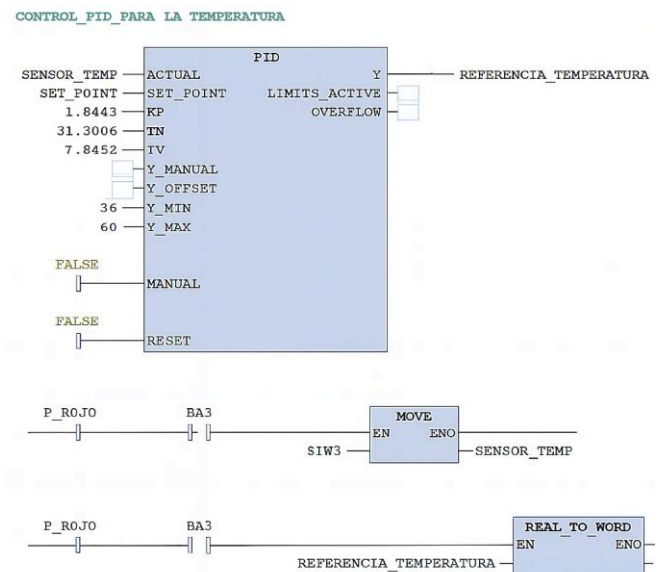 CONTROL_PID_PARA LA TEMPERATURA
PID
SENSOR_TEMP ACTUAL Y REFERENCIA_TEMPERATURA
SET_POINT SET_POINT LIMITS_ACTIVE
1.8443 KP OVERFLOW
31.3006 TN
7.8452 TV
Y_MANUAL
Y_OFFSET
36 Y_MIN
60 Y_MAX
FALSE
MANUAL
FALSE
RESET
P_R0J0 BA3 MOVE
EN ENO
SIW3 SENSOR_TEMP
P_R0J0 BA3 REAL_TO_WORD
EN ENO
REFERENCIA_TEMPERATURA